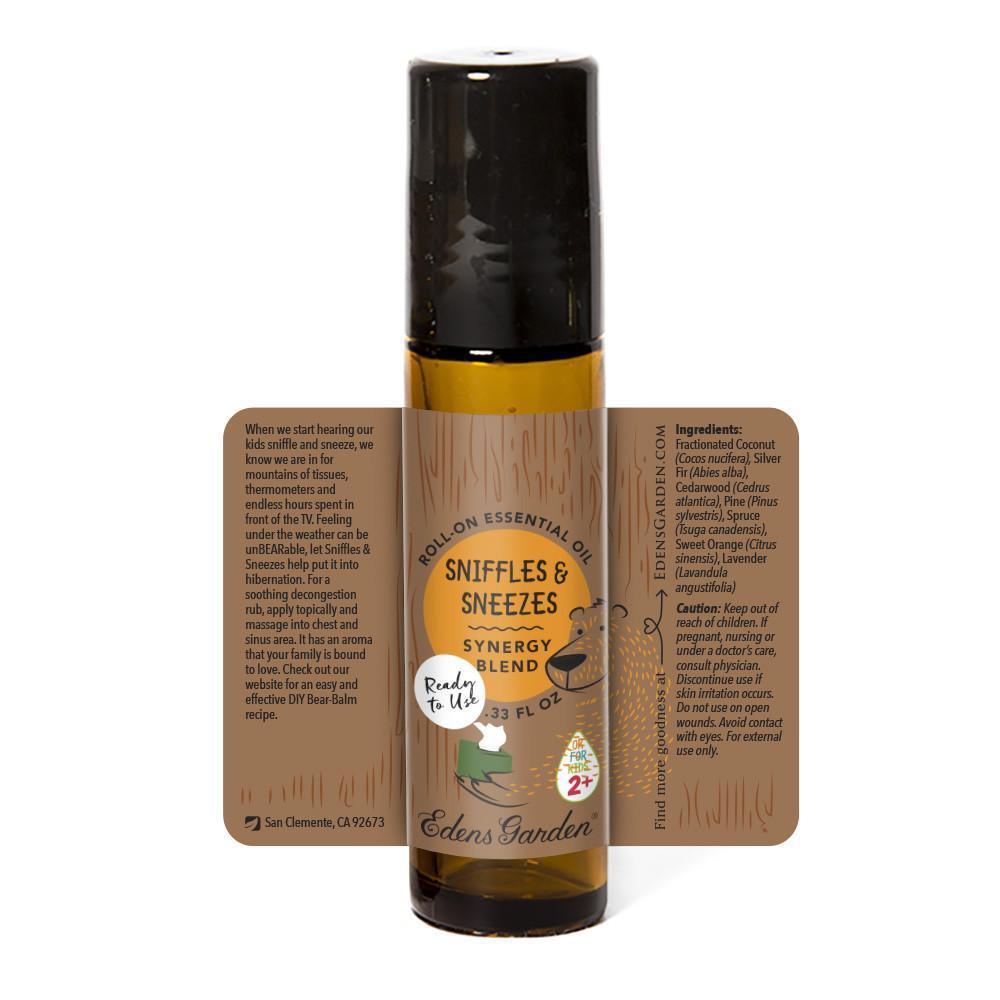 When we start hearing our
kids sniffle and sneeze, we
know we are in for
mountains of tissues,
thermometers and
endless hours spent in
front of the TV. Feeling
under the weather can be
unBEARable, let Sniffles &
Sneezes help put it into
hibernation. For a
soothing decongestion
rub, apply topically and
massage into chest and
sinus area. It has an aroma
that your family is bound
to love. Check out our
website for an easy and
effective DIY Bear-Balm
recipe.
San Clemente, CA 92673
ROLL-ON ESSENTIAL OIL
SNIFFLES &
SNEEZES
SYNERGY
BLEND
Ready
to Use
.33 FL OZ
OK
FOR
KIDS
2+
Edens Garden®
Find more goodness at EDENSGARDEN.COM
Ingredients:
Fractionated Coconut
(Cocos nucifera), Silver
Fir (Abies alba),
Cedarwood (Cedrus
atlantica), Pine (Pinus
sylvestris), Spruce
(Tsuga canadensis),
Sweet Orange (Citrus
sinensis), Lavender
(Lavandula
angustifolia)
Caution: Keep out of
reach of children. If
pregnant, nursing or
under a doctor's care,
consult physician.
Discontinue use if
skin irritation occurs.
Do not use on open
wounds. Avoid contact
with eyes. For external
use only.